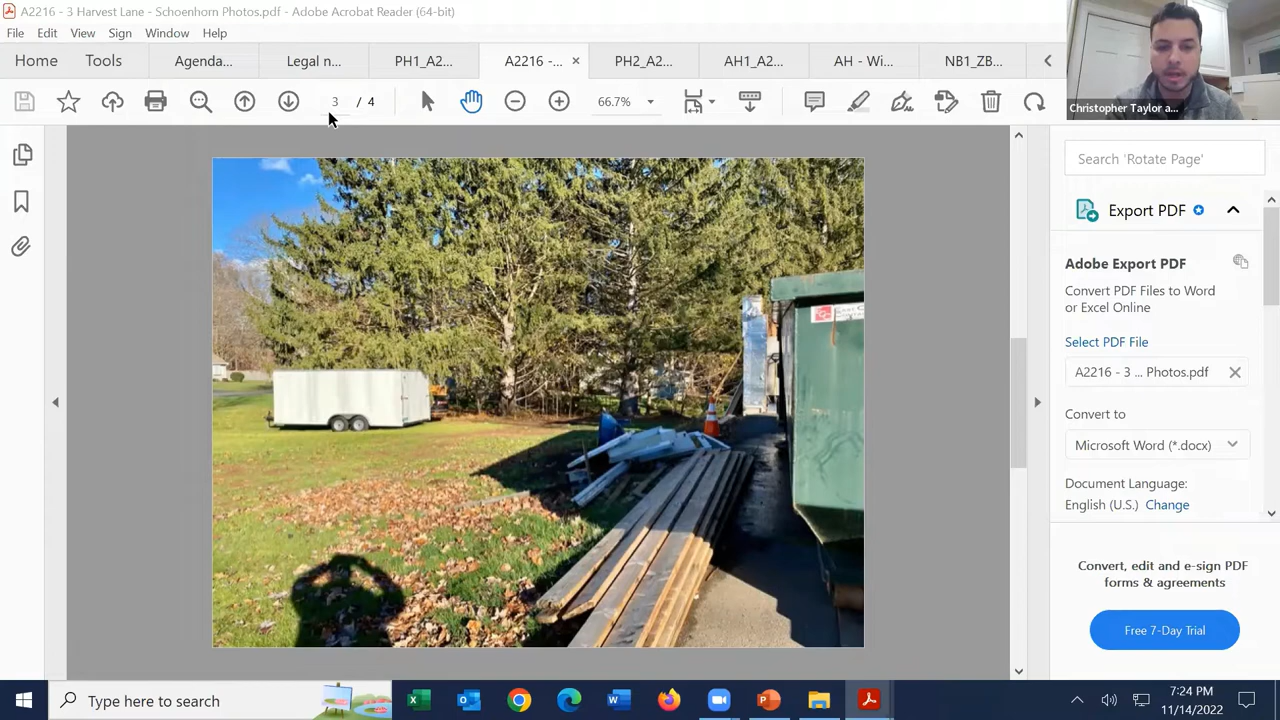 A2216 - 3 Harvest Lane - Schoenhorn Photos.pdf - Adobe Acrobat Reader (64-bit)
File Edit View Sign Window Help
Home Tools Agenda... Legal n... PH1_A2... A2216 -... × PH2_A2... AH1_A2... AH - Wi... NB1_ZB...
3 / 4 66.7%
Christopher Taylor a...
Search 'Rotate Page'
Export PDF
Adobe Export PDF
Convert PDF Files to Word
or Excel Online
Select PDF File
A2216 - 3 ... Photos.pdf
Convert to
Microsoft Word (*.docx)
Document Language:
English (U.S.) Change
Convert, edit and e-sign PDF
forms & agreements
Free 7-Day Trial
Type here to search
7:24 PM
11/14/2022